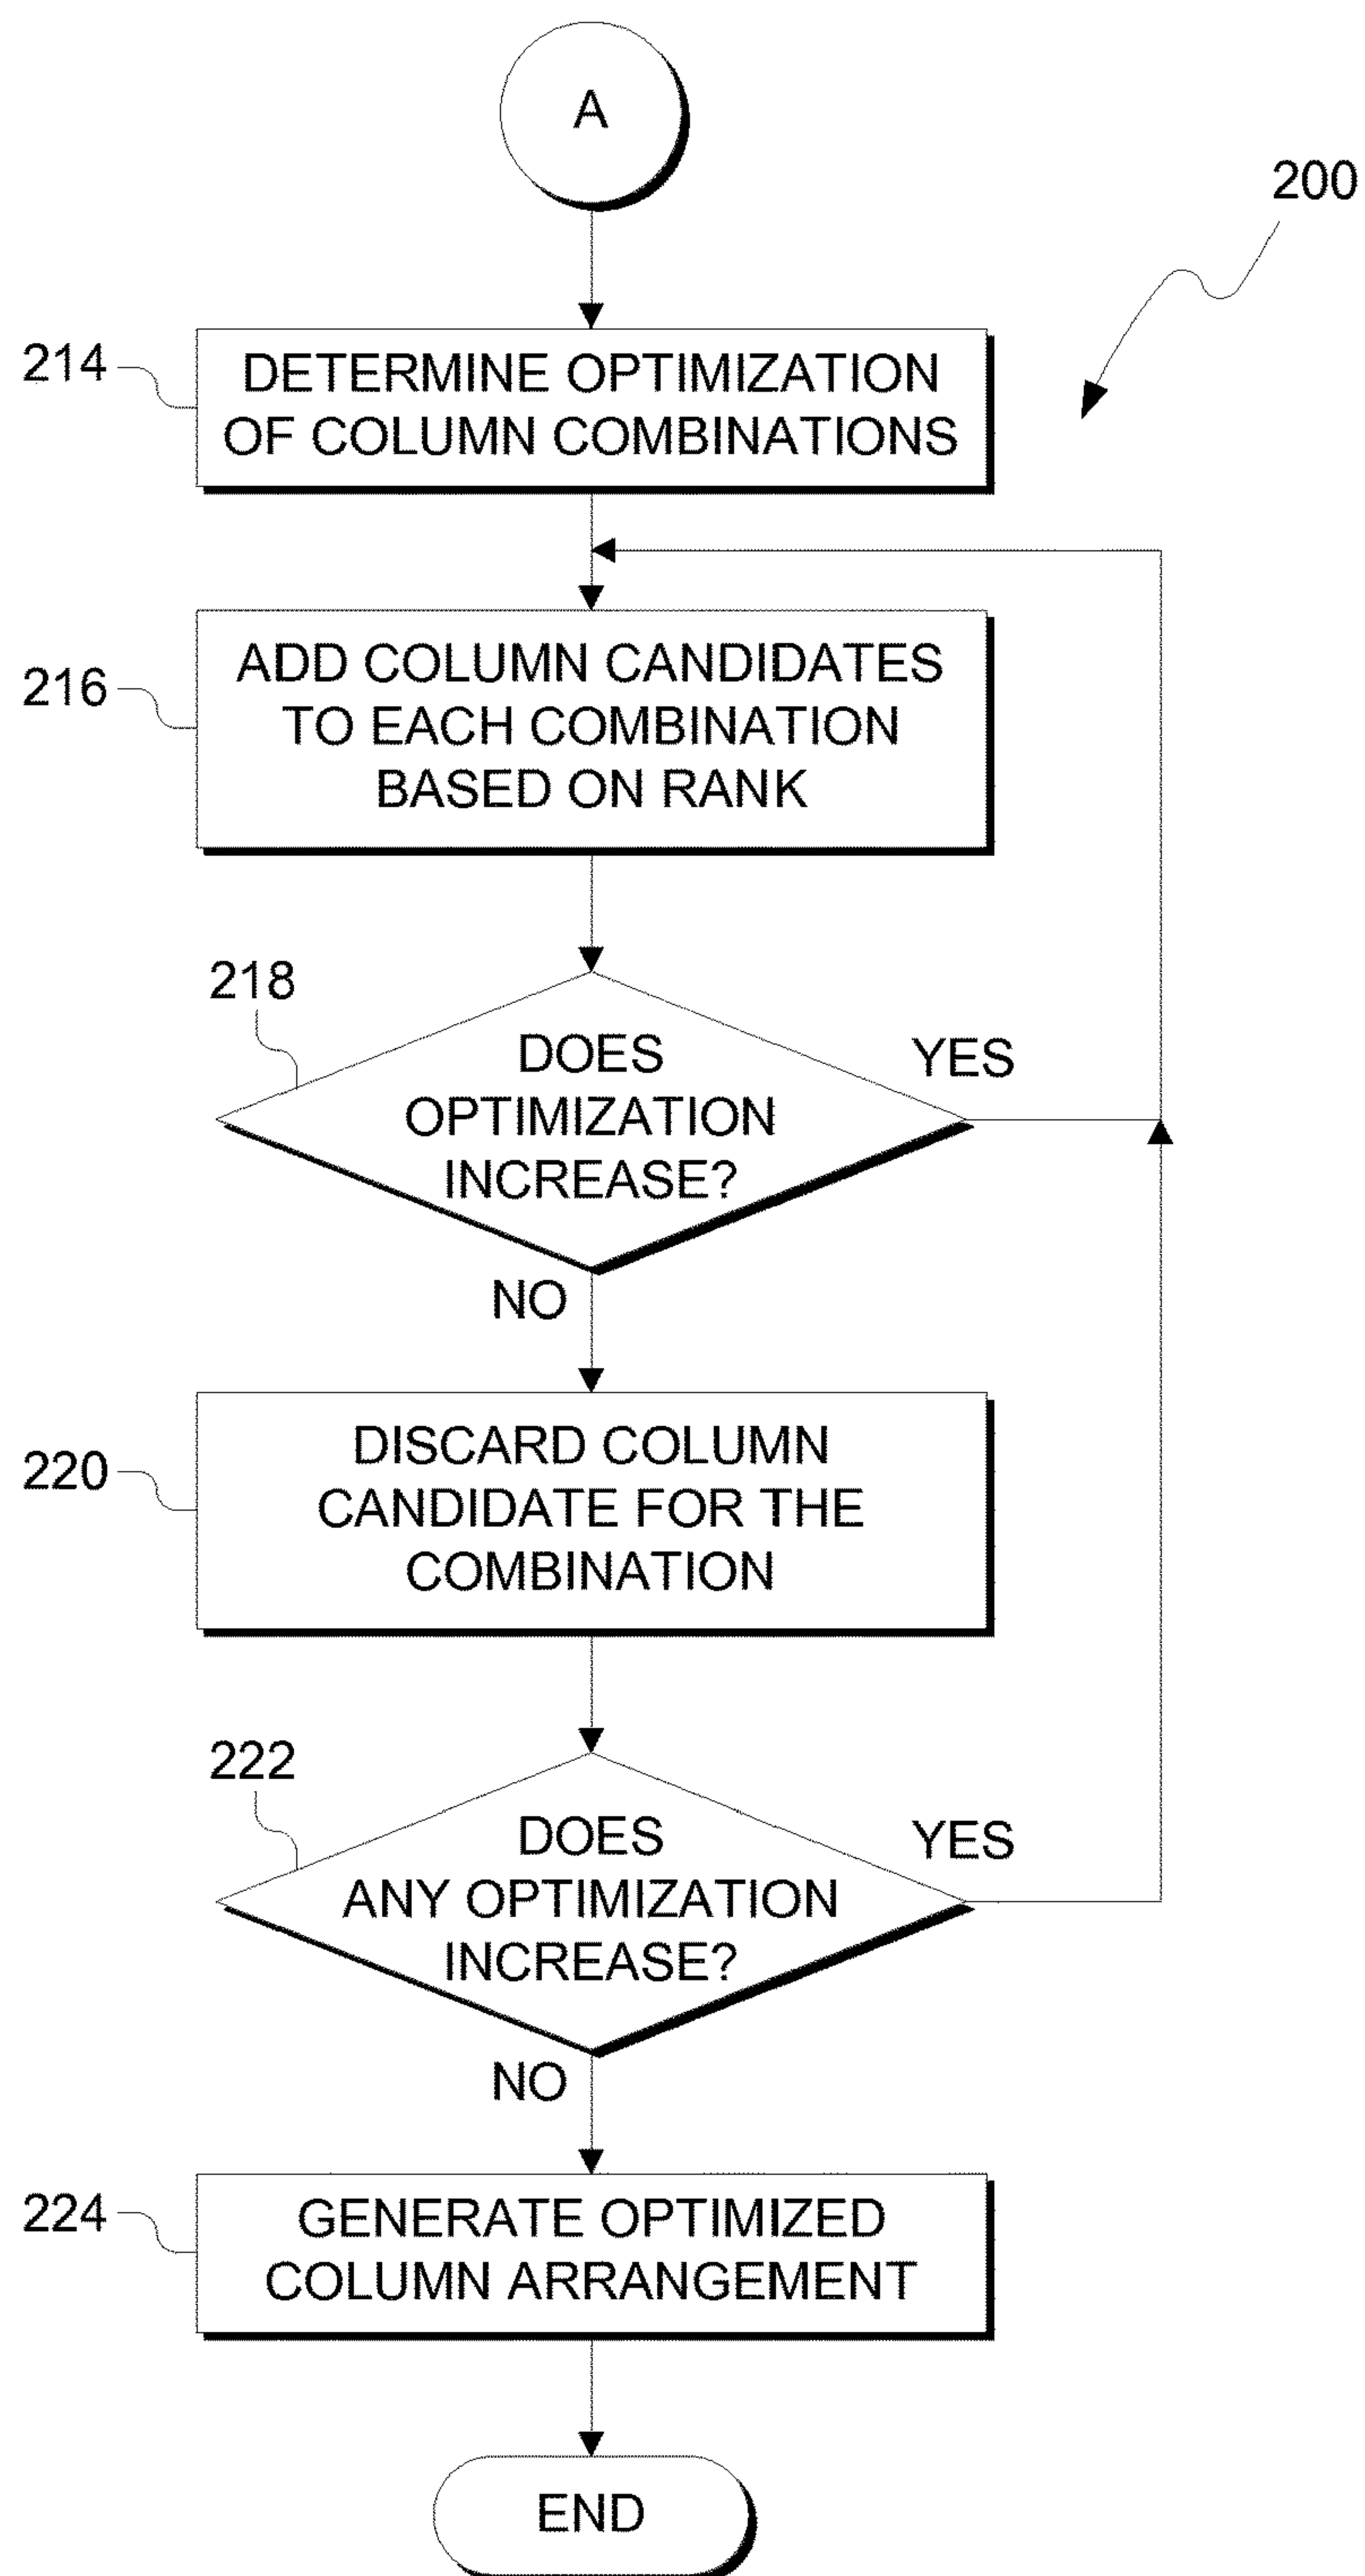 A
200
214
DETERMINE OPTIMIZATION
OF COLUMN COMBINATIONS
216
ADD COLUMN CANDIDATES
TO EACH COMBINATION
BASED ON RANK
218
DOES
OPTIMIZATION
INCREASE?
YES
NO
220
DISCARD COLUMN
CANDIDATE FOR THE
COMBINATION
222
DOES
ANY OPTIMIZATION
INCREASE?
YES
NO
224
GENERATE OPTIMIZED
COLUMN ARRANGEMENT
END